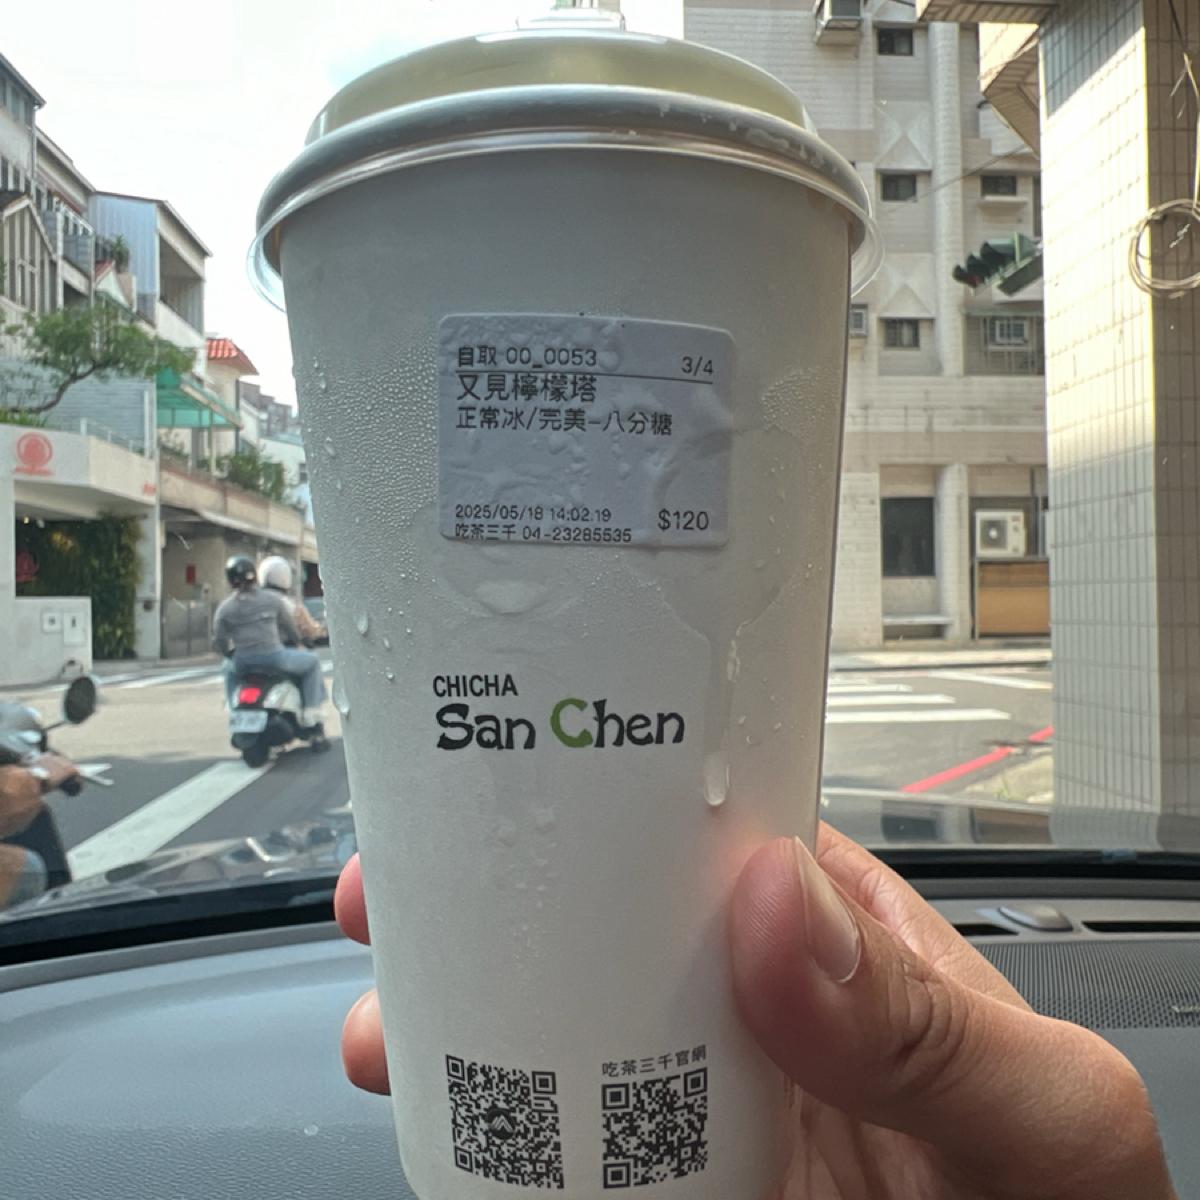 自取 00_0053 3/4
又見檸檬塔
正常冰/完美-八分糖
2025/05/18 14:02:19 $120
吃茶三千 04-23285535
CHICHA
San Chen
吃茶三千官網